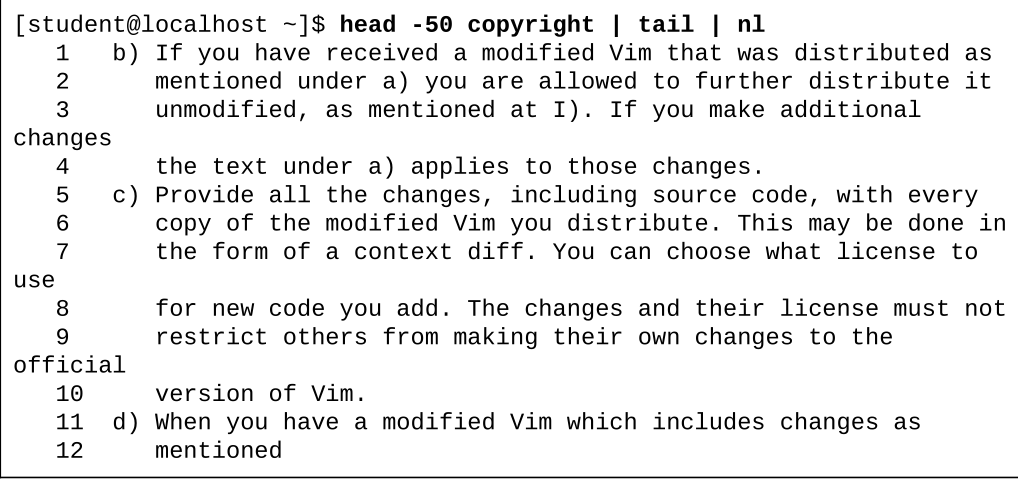 [student@localhost ~]$ head -50 copyright | tail | nl
1 b) If you have received a modified Vim that was distributed as
2 mentioned under a) you are allowed to further distribute it
3 unmodified, as mentioned at I). If you make additional
changes
4 the text under a) applies to those changes.
5 c) Provide all the changes, including source code, with every
6 copy of the modified Vim you distribute. This may be done in
7 the form of a context diff. You can choose what license to
use
8 for new code you add. The changes and their license must not
9 restrict others from making their own changes to the
official
10 version of Vim.
11 d) When you have a modified Vim which includes changes as
12 mentioned